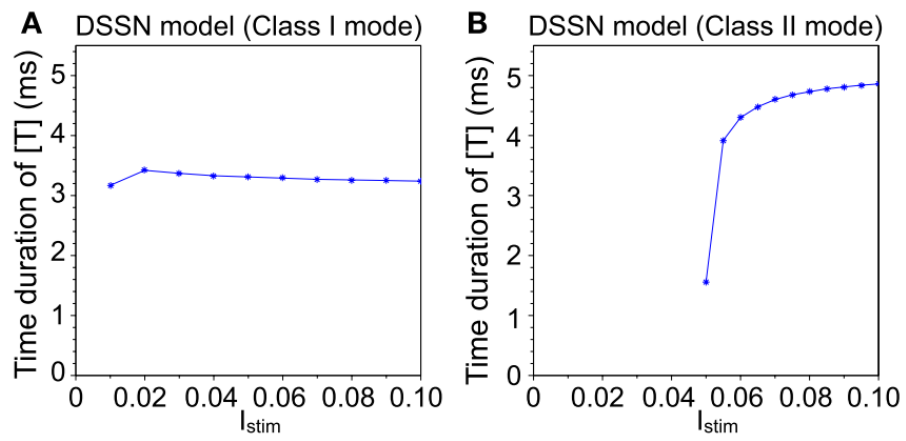 A DSSN model (Class I mode)
Time duration of [T] (ms)
5
4
3
2
1
0
0 0.02 0.04 0.06 0.08 0.10
Istim
B DSSN model (Class II mode)
Time duration of [T] (ms)
5
4
3
2
1
0
0 0.02 0.04 0.06 0.08 0.10
Istim